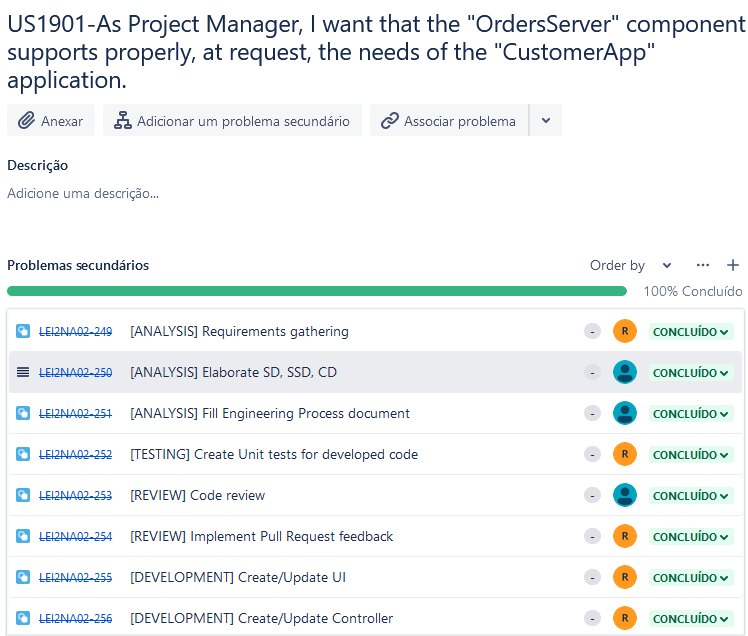 US1901-As Project Manager, I want that the "OrdersServer" component
supports properly, at request, the needs of the "CustomerApp"
application.
Anexar Adicionar um problema secundário Associar problema
Descrição
Adicione uma descrição...
Problemas secundários Order by
100% Concluído
LEI2NA02-249 [ANALYSIS] Requirements gathering - R CONCLUÍDO
LEI2NA02-250 [ANALYSIS] Elaborate SD, SSD, CD - CONCLUÍDO
LEI2NA02-251 [ANALYSIS] Fill Engineering Process document - CONCLUÍDO
LEI2NA02-252 [TESTING] Create Unit tests for developed code - R CONCLUÍDO
LEI2NA02-253 [REVIEW] Code review - CONCLUÍDO
LEI2NA02-254 [REVIEW] Implement Pull Request feedback - R CONCLUÍDO
LEI2NA02-255 [DEVELOPMENT] Create/Update UI - R CONCLUÍDO
LEI2NA02-256 [DEVELOPMENT] Create/Update Controller - R CONCLUÍDO